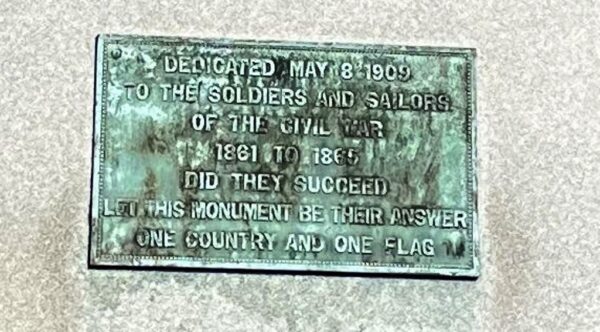 DEDICATED MAY 8 1909
TO THE SOLDIERS AND SAILORS
OF THE CIVIL WAR
1861 TO 1865
DID THEY SUCCEED
LET THIS MONUMENT BE THEIR ANSWER
ONE COUNTRY AND ONE FLAG